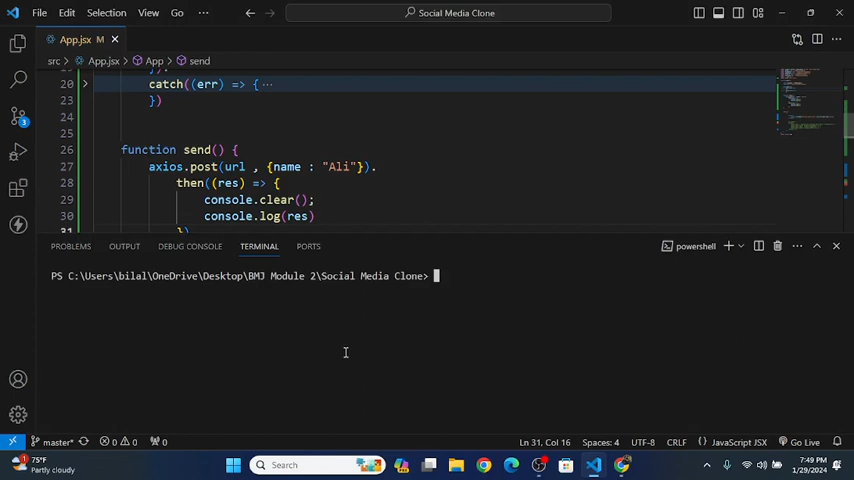 File Edit Selection View Go ··· Social Media Clone
App.jsx M
src > App.jsx > App > send
19 }).
20 catch((err) => { ···
23 })
24
25
26 function send() {
27 axios.post(url , {name : "Ali"}).
28 then((res) => {
29 console.clear();
30 console.log(res)
31 })
PROBLEMS OUTPUT DEBUG CONSOLE TERMINAL PORTS powershell
PS C:\Users\bilal\OneDrive\Desktop\BMJ Module 2\Social Media Clone>
3
master* 0 0 0 Ln 31, Col 16 Spaces: 4 UTF-8 CRLF { } JavaScript JSX Go Live
1 75°F Search 7:49 PM
Partly cloudy 1/29/2024